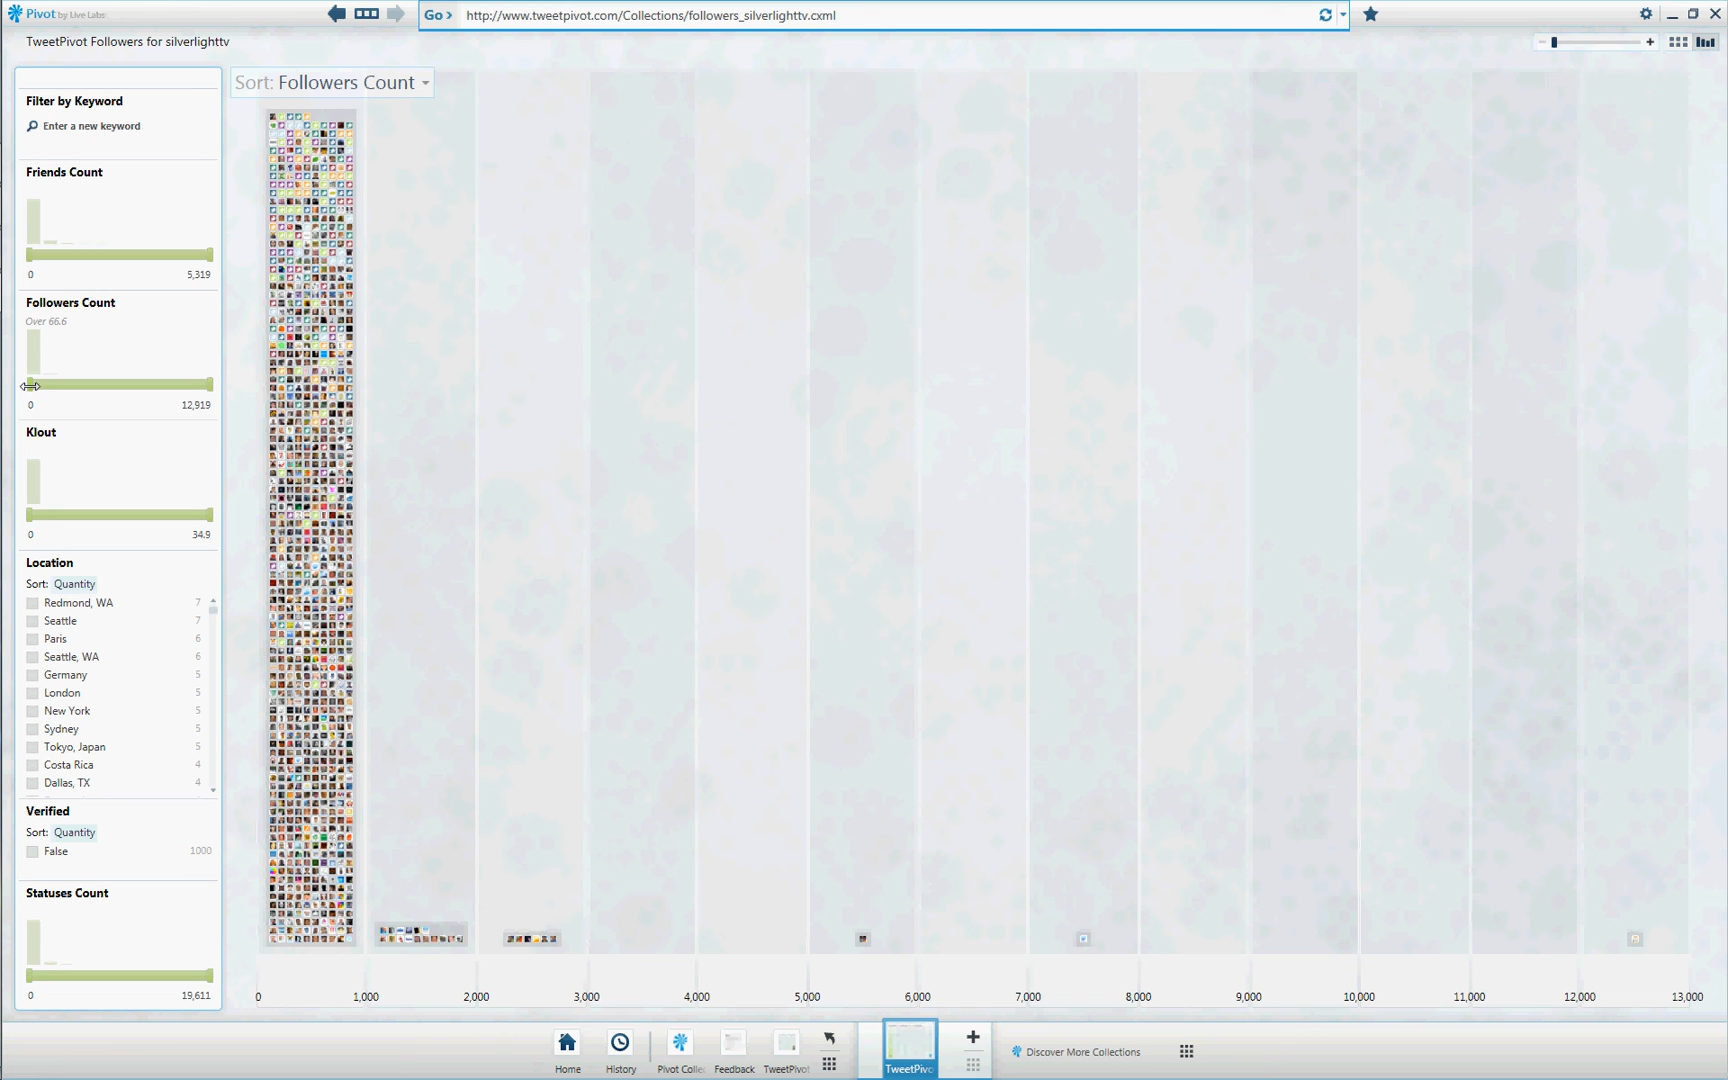 Pivot by Live Labs
Go http://www.tweetpivot.com/Collections/followers_silverlighttv.cxml
TweetPivot Followers for silverlighttv
Sort: Followers Count
Filter by Keyword
Enter a new keyword
Friends Count
0 5,319
Followers Count
Over 66.6
0 12,919
Klout
0 34.9
Location
Sort: Quantity
Redmond, WA 7
Seattle 7
Paris 6
Seattle, WA 6
Germany 5
London 5
New York 5
Sydney 5
Tokyo, Japan 5
Costa Rica 4
Dallas, TX 4
Verified
Sort: Quantity
False 1000
Statuses Count
0 19,611
0 1,000 2,000 3,000 4,000 5,000 6,000 7,000 8,000 9,000 10,000 11,000 12,000 13,000
Home History Pivot Collec Feedback TweetPivot TweetPivo Discover More Collections